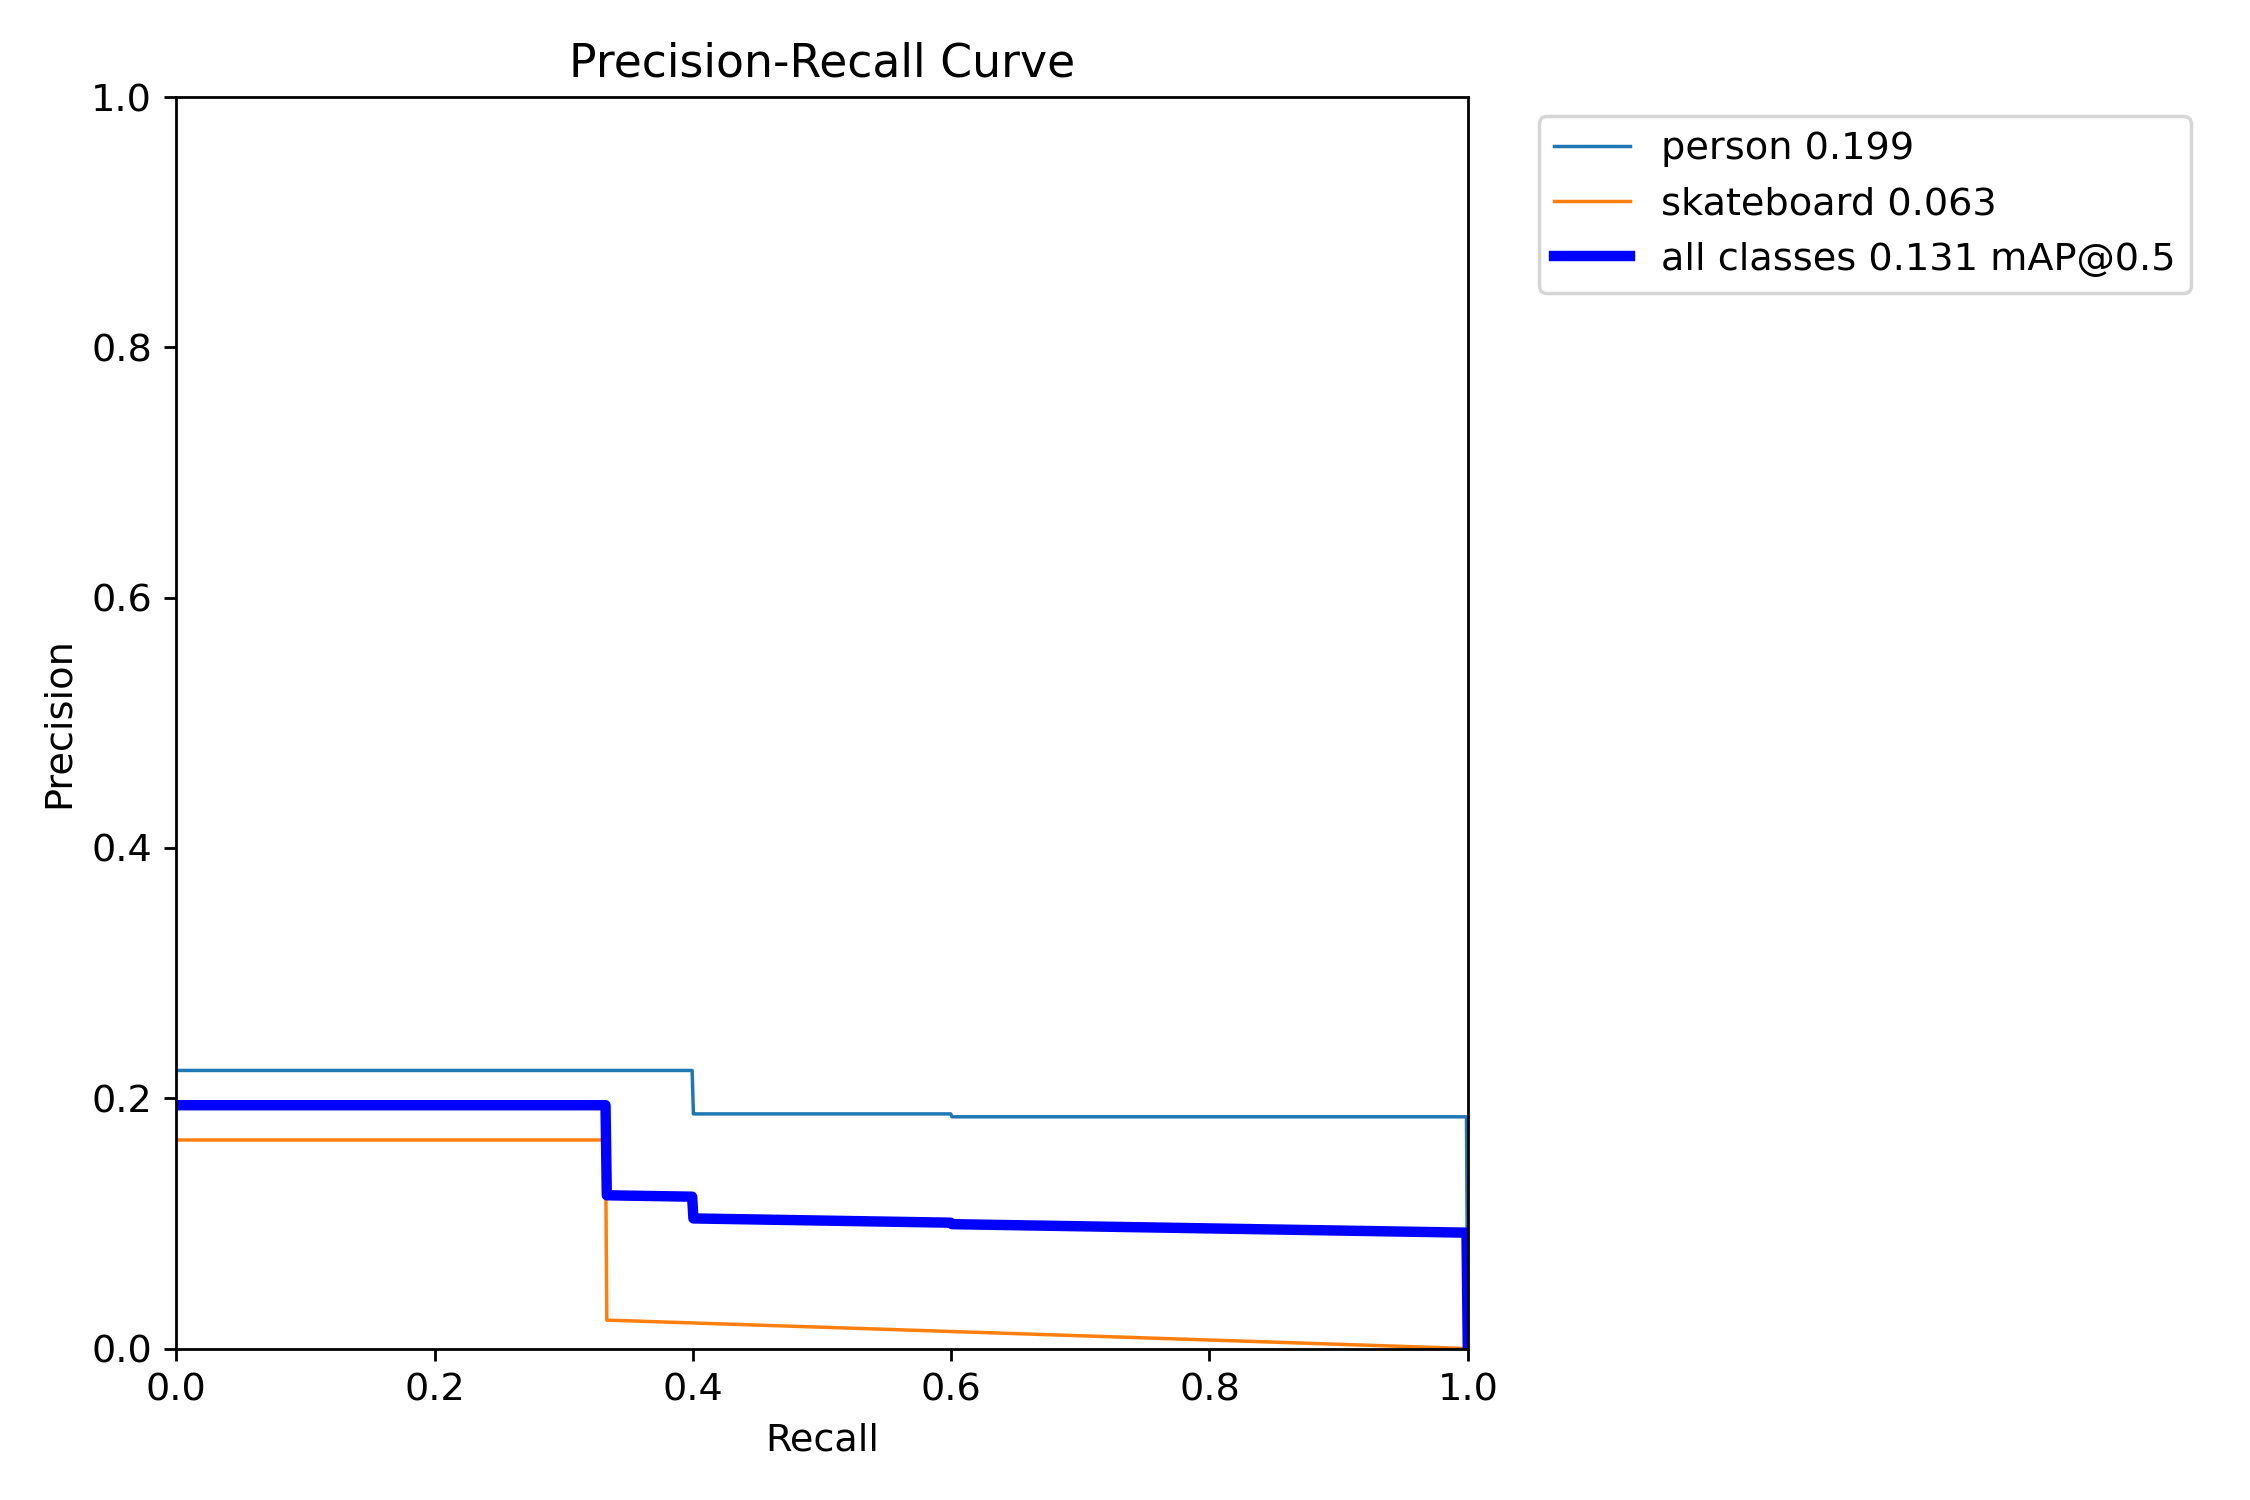 Precision-Recall Curve
1.0
0.8
0.6
0.4
0.2
0.0
Precision
0.0 0.2 0.4 0.6 0.8 1.0
Recall
person 0.199
skateboard 0.063
all classes 0.131 mAP@0.5